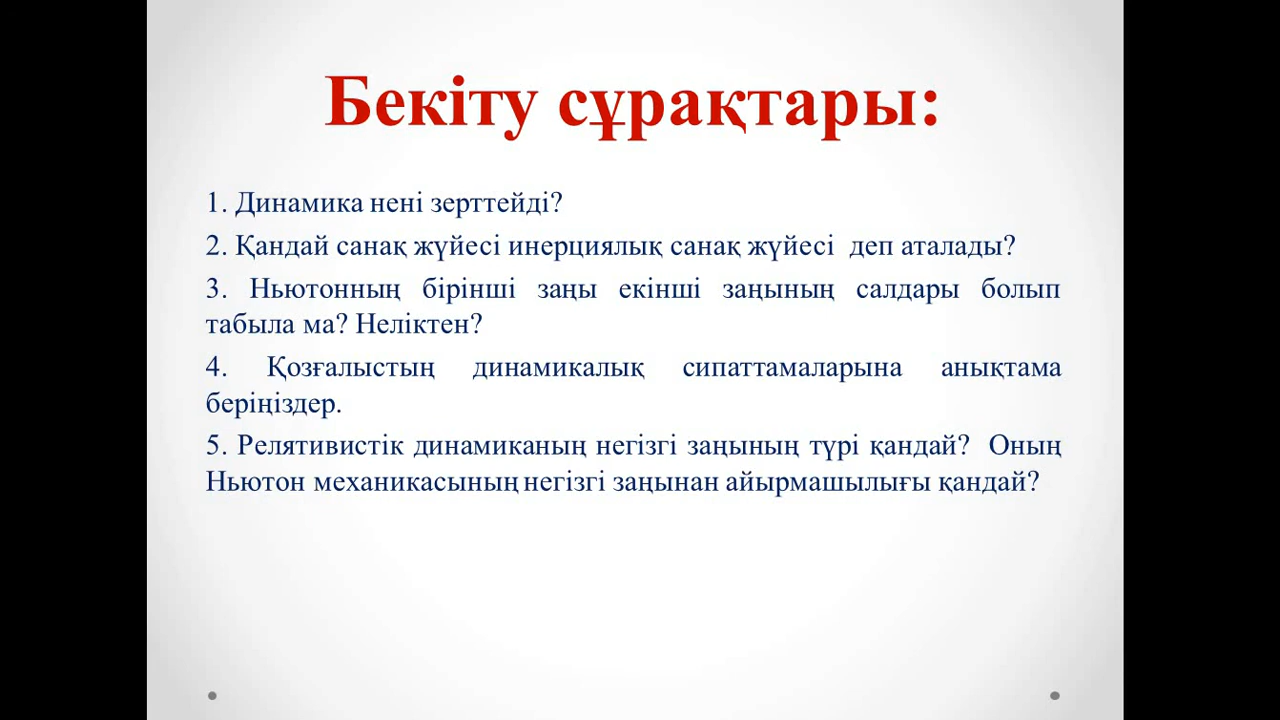 Бекіту сұрақтары:
1. Динамика нені зерттейді?
2. Қандай санақ жүйесі инерциялық санақ жүйесі деп аталады?
3. Ньютонның бірінші заңы екінші заңының салдары болып
табыла ма? Неліктен?
4. Қозғалыстың динамикалық сипаттамаларына анықтама
беріңіздер.
5. Релятивистік динамиканың негізгі заңының түрі қандай? Оның
Ньютон механикасының негізгі заңынан айырмашылығы қандай?